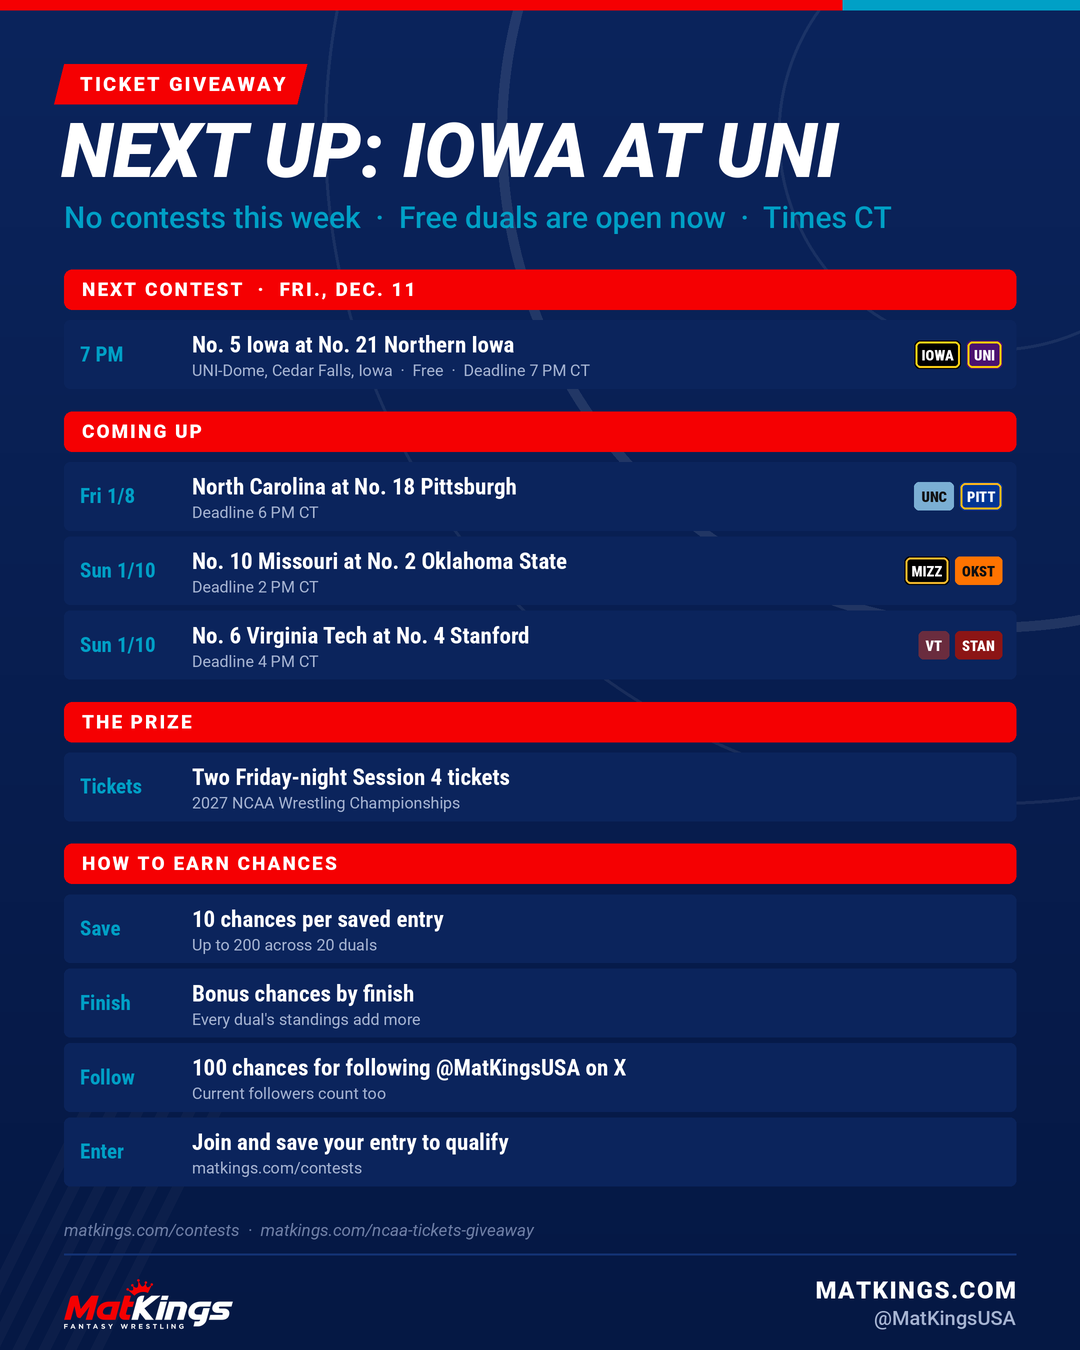 TICKET GIVEAWAY
NEXT UP: IOWA AT UNI
No contests this week · Free duals are open now · Times CT
NEXT CONTEST · FRI., DEC. 11
7 PM
No. 5 Iowa at No. 21 Northern Iowa
UNI-Dome, Cedar Falls, Iowa · Free · Deadline 7 PM CT
IOWA UNI
COMING UP
Fri 1/8
North Carolina at No. 18 Pittsburgh
Deadline 6 PM CT
UNC PITT
Sun 1/10
No. 10 Missouri at No. 2 Oklahoma State
Deadline 2 PM CT
MIZZ OKST
Sun 1/10
No. 6 Virginia Tech at No. 4 Stanford
Deadline 4 PM CT
VT STAN
THE PRIZE
Tickets
Two Friday-night Session 4 tickets
2027 NCAA Wrestling Championships
HOW TO EARN CHANCES
Save
10 chances per saved entry
Up to 200 across 20 duals
Finish
Bonus chances by finish
Every dual's standings add more
Follow
100 chances for following @MatKingsUSA on X
Current followers count too
Enter
Join and save your entry to qualify
matkings.com/contests
matkings.com/contests · matkings.com/ncaa-tickets-giveaway
MatKings
FANTASY WRESTLING
MATKINGS.COM
@MatKingsUSA